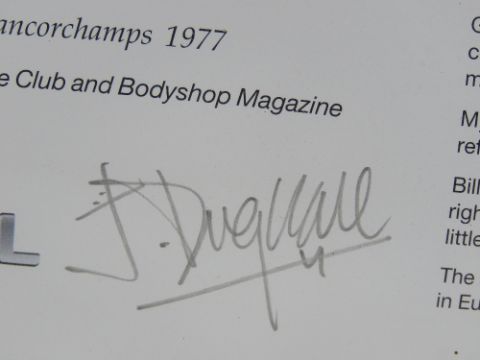 ancorchamps 1977
e Club and Bodyshop Magazine
L
G
c
m
My
ref
Bill
righ
little
The
in Eu